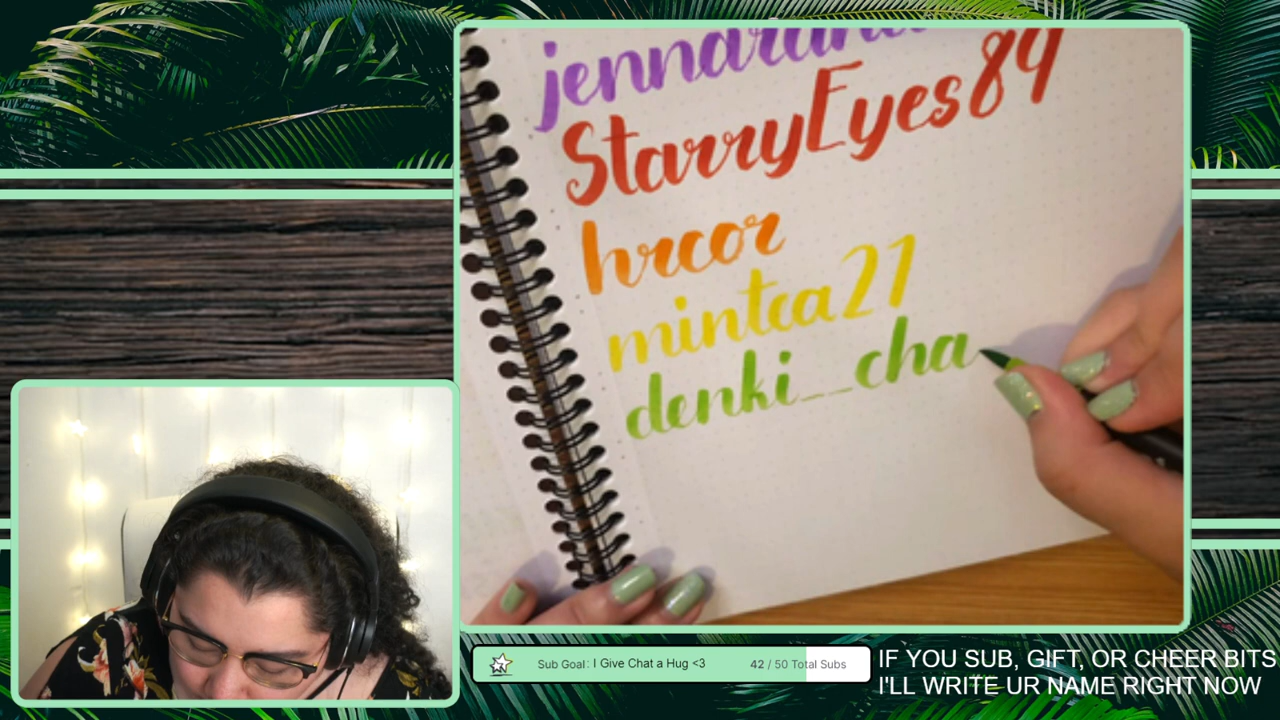 StarryEyes89
hrcor
mintea21
denki__cha
Sub Goal: I Give Chat a Hug <3 42 / 50 Total Subs
IF YOU SUB, GIFT, OR CHEER BITS
I'LL WRITE UR NAME RIGHT NOW